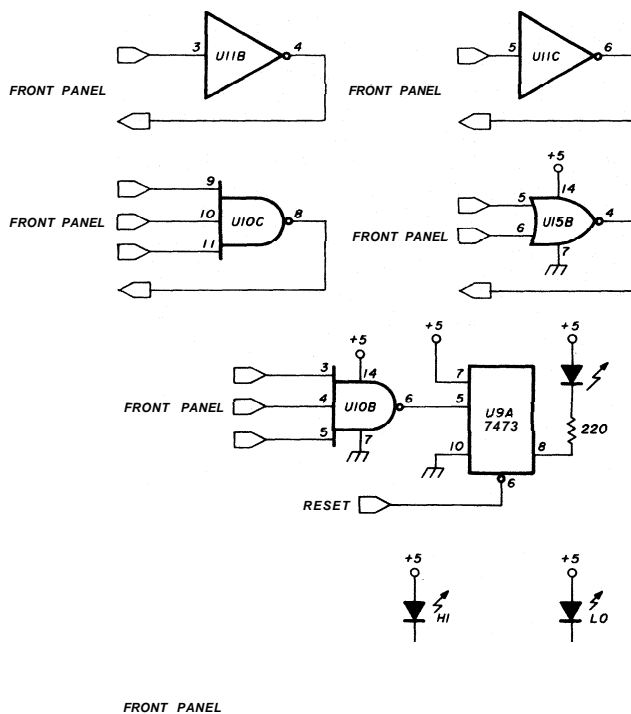 3 U11B 4
5 U11C 6
FRONT PANEL
FRONT PANEL
+5
9
5 14
10 U10C 8
U15B 4
FRONT PANEL
FRONT PANEL
6
11
7
+5 +5 +5
3 14
7
FRONT PANEL
4 U10B 6
5 U9A
7473
220
5 7
10 8
6
RESET
+5 +5
HI LO
FRONT PANEL